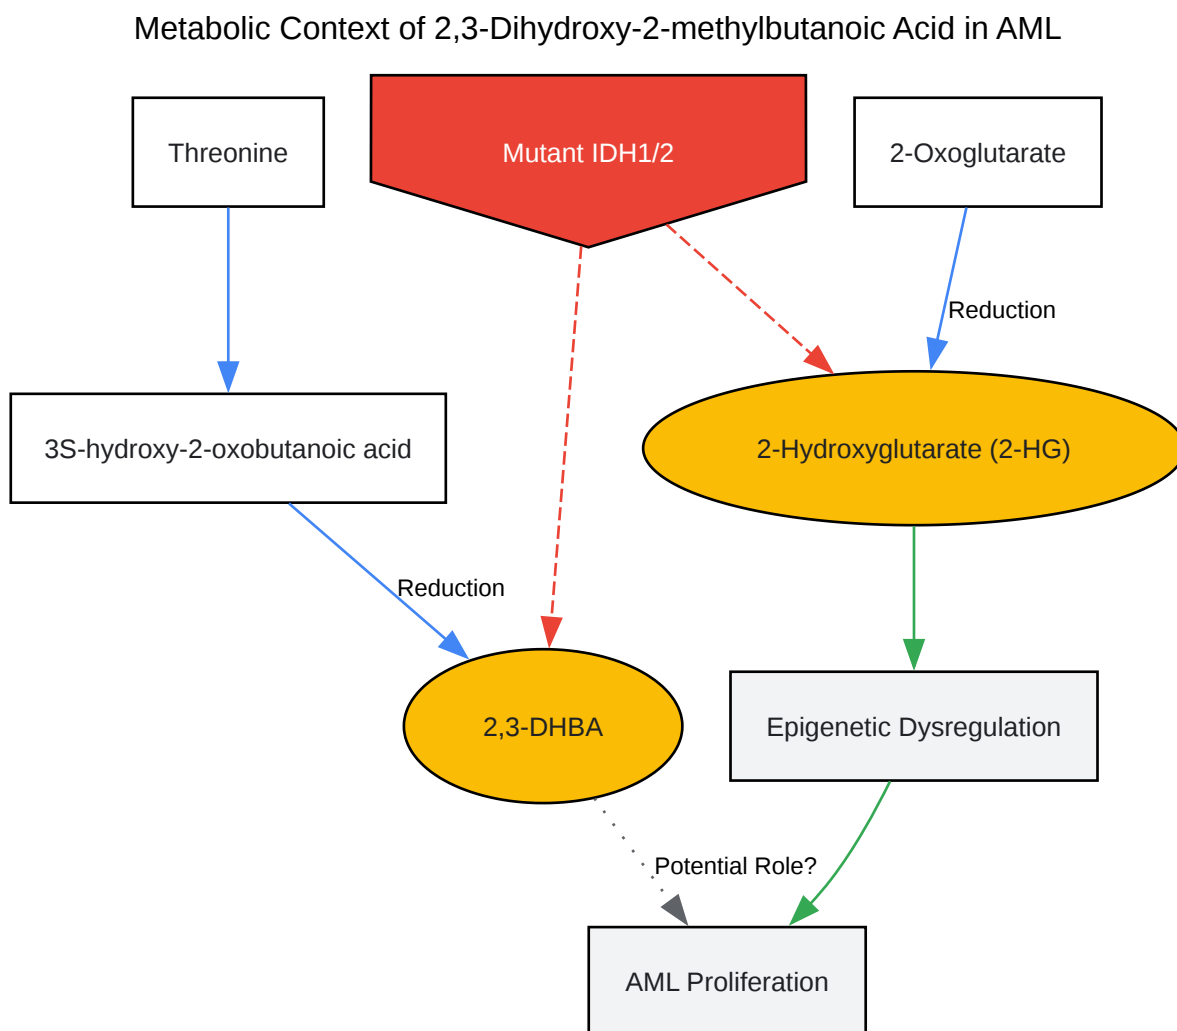 Metabolic Context of 2,3-Dihydroxy-2-methylbutanoic Acid in AML
Threonine
Mutant IDH1/2
2-Oxoglutarate
Reduction
3S-hydroxy-2-oxobutanoic acid
2-Hydroxyglutarate (2-HG)
Reduction
2,3-DHBA
Epigenetic Dysregulation
Potential Role?
AML Proliferation